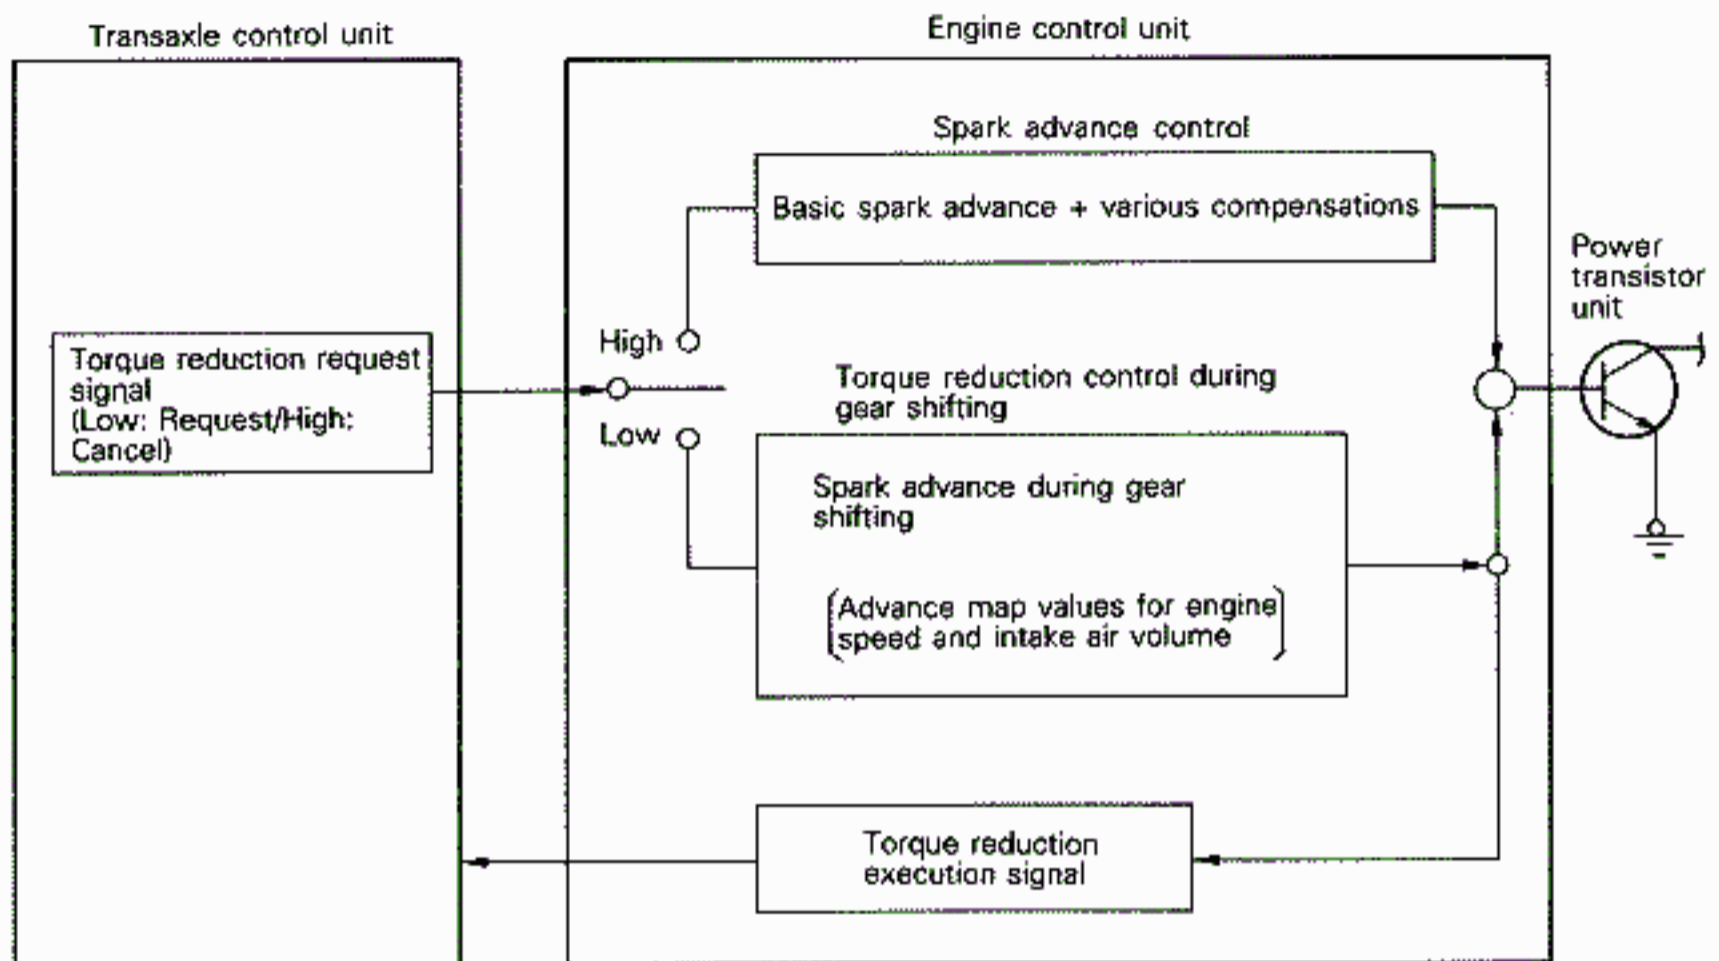 Transaxle control unit
Engine control unit
Spark advance control
Basic spark advance + various compensations
Power
transistor
unit
High
Torque reduction request
signal
(Low: Request/High:
Cancel)
Torque reduction control during
gear shifting
Low
Spark advance during gear
shifting
(Advance map values for engine
speed and intake air volume)
Torque reduction
execution signal